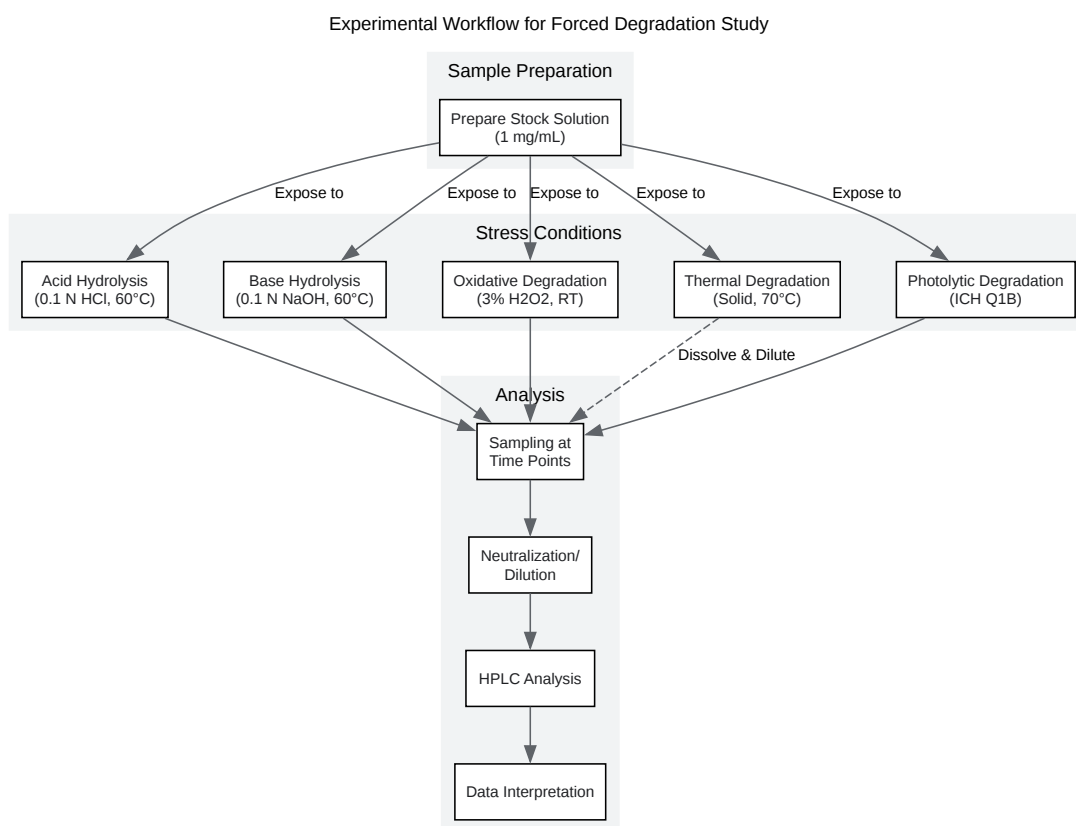 Experimental Workflow for Forced Degradation Study
Sample Preparation
Prepare Stock Solution
(1 mg/mL)
Expose to
Expose to
Expose to
Expose to
Expose to
Stress Conditions
Acid Hydrolysis
(0.1 N HCl, 60°C)
Base Hydrolysis
(0.1 N NaOH, 60°C)
Oxidative Degradation
(3% H2O2, RT)
Thermal Degradation
(Solid, 70°C)
Photolytic Degradation
(ICH Q1B)
Dissolve & Dilute
Analysis
Sampling at
Time Points
Neutralization/
Dilution
HPLC Analysis
Data Interpretation